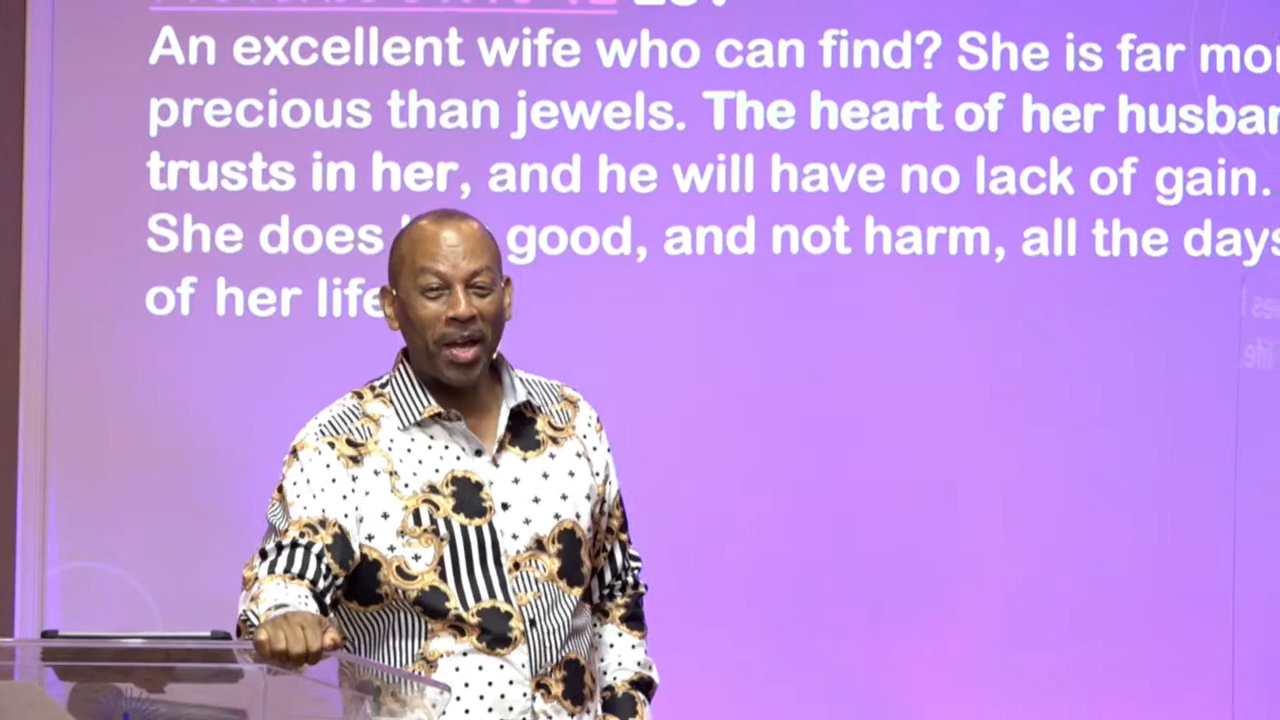 An excellent wife who can find? She is far
precious than jewels. The heart of her
trusts in her, and he will have no lack of gain.
She does good, and not harm, all the days
of her life